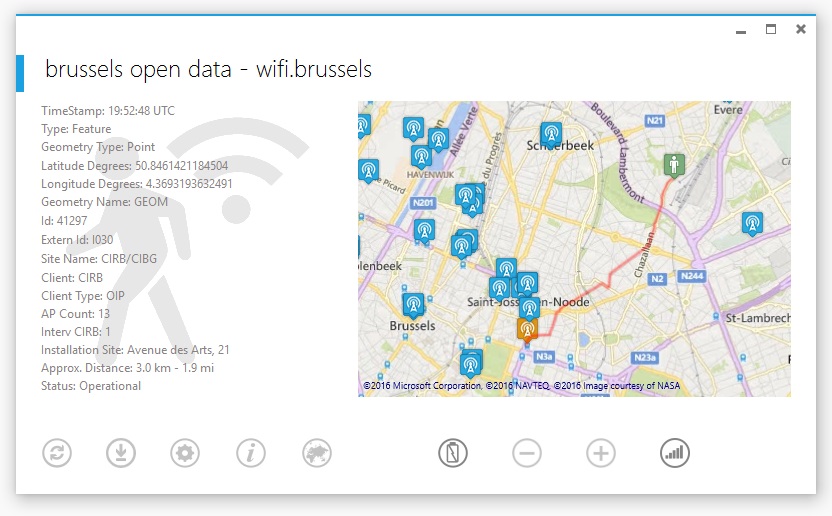 brussels open data - wifi.brussels
TimeStamp: 19:52:48 UTC
Type: Feature
Geometry Type: Point
Latitude Degrees: 50.8461421184504
Longitude Degrees: 4.3693193632491
Geometry Name: GEOM
Id: 41297
Extern Id: I030
Site Name: CIRB/CIBG
Client: CIRB
Client Type: OIP
AP Count: 13
Interv CIRB: 1
Installation Site: Avenue des Arts, 21
Approx. Distance: 3.0 km - 1.9 mi
Status: Operational
Evere
N21
Allée Verte
Boulevard Lambermont
du Progrès
HAVENWIJK
Picard
N201
Chazallaan
N2
N244
olenbeek
Noode
St-Lambrech
Brussels
N3a
N23a
©2016 Microsoft Corporation, ©2016 NAVTEQ, ©2016 Image courtesy of NASA